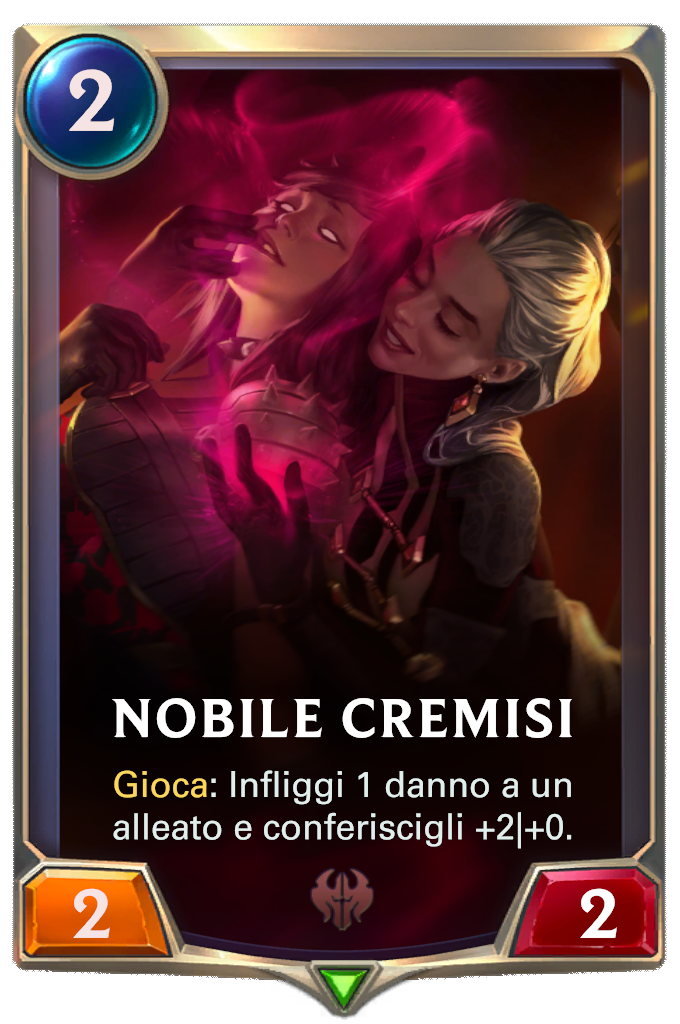 2
NOBILE CREMISI
Gioca: Infliggi 1 danno a un
alleato e conferiscigli +2|+0.
2
2